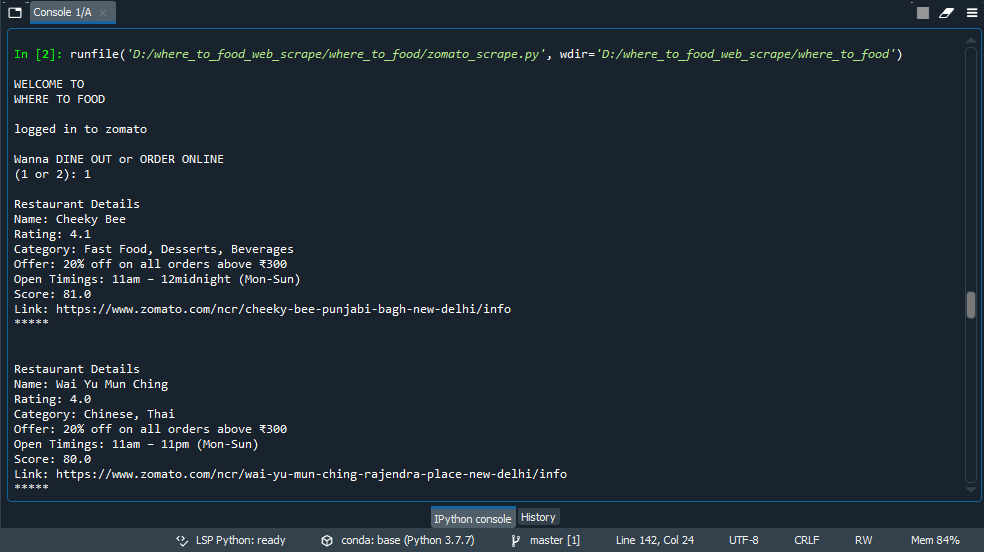 Console 1/A
In [2]: runfile('D:/where_to_food_web_scrape/where_to_food/zomato_scrape.py', wdir='D:/where_to_food_web_scrape/where_to_food')
WELCOME TO
WHERE TO FOOD
logged in to zomato
Wanna DINE OUT or ORDER ONLINE
(1 or 2): 1
Restaurant Details
Name: Cheeky Bee
Rating: 4.1
Category: Fast Food, Desserts, Beverages
Offer: 20% off on all orders above ₹300
Open Timings: 11am – 12midnight (Mon-Sun)
Score: 81.0
Link: https://www.zomato.com/ncr/cheeky-bee-punjabi-bagh-new-delhi/info
*****
Restaurant Details
Name: Wai Yu Mun Ching
Rating: 4.0
Category: Chinese, Thai
Offer: 20% off on all orders above ₹300
Open Timings: 11am – 11pm (Mon-Sun)
Score: 80.0
Link: https://www.zomato.com/ncr/wai-yu-mun-ching-rajendra-place-new-delhi/info
*****
IPython console History
LSP Python: ready conda: base (Python 3.7.7) master [1] Line 142, Col 24 UTF-8 CRLF RW Mem 84%